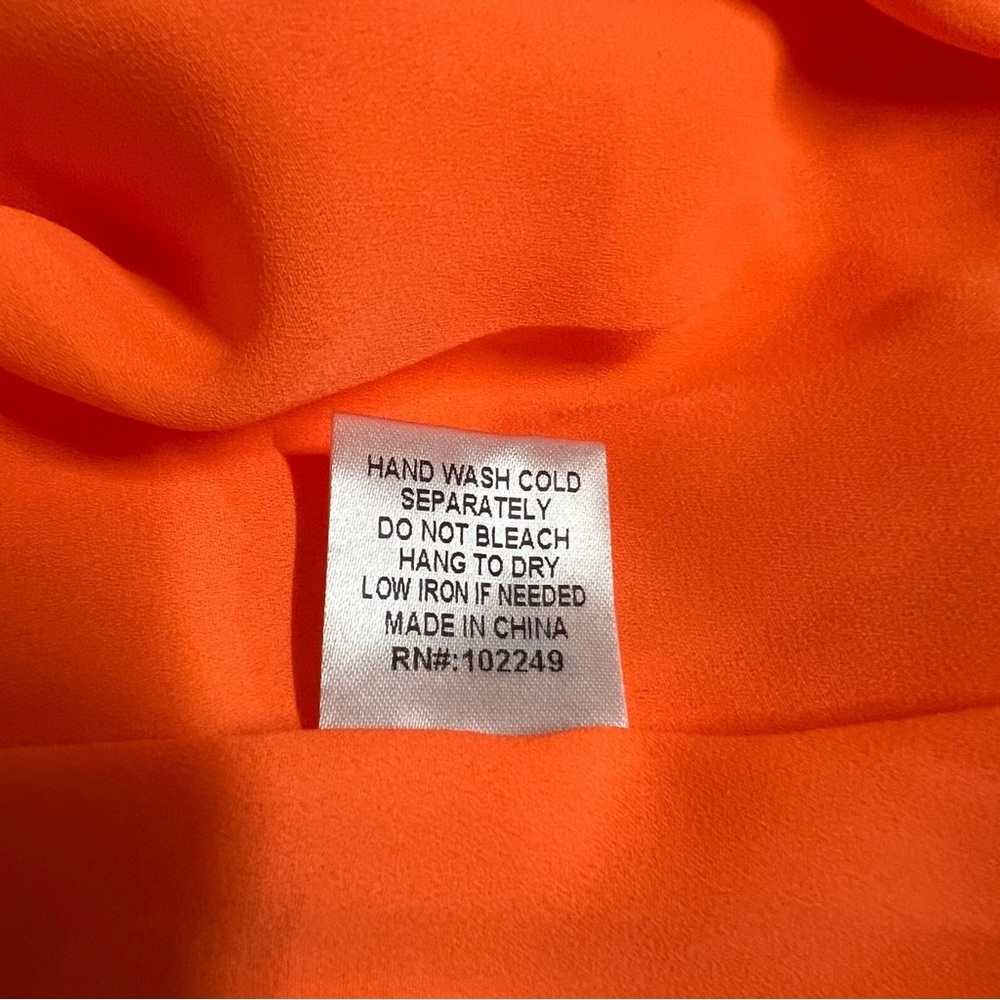 HAND WASH COLD
SEPARATELY
DO NOT BLEACH
HANG TO DRY
LOW IRON IF NEEDED
MADE IN CHINA
RN#:102249